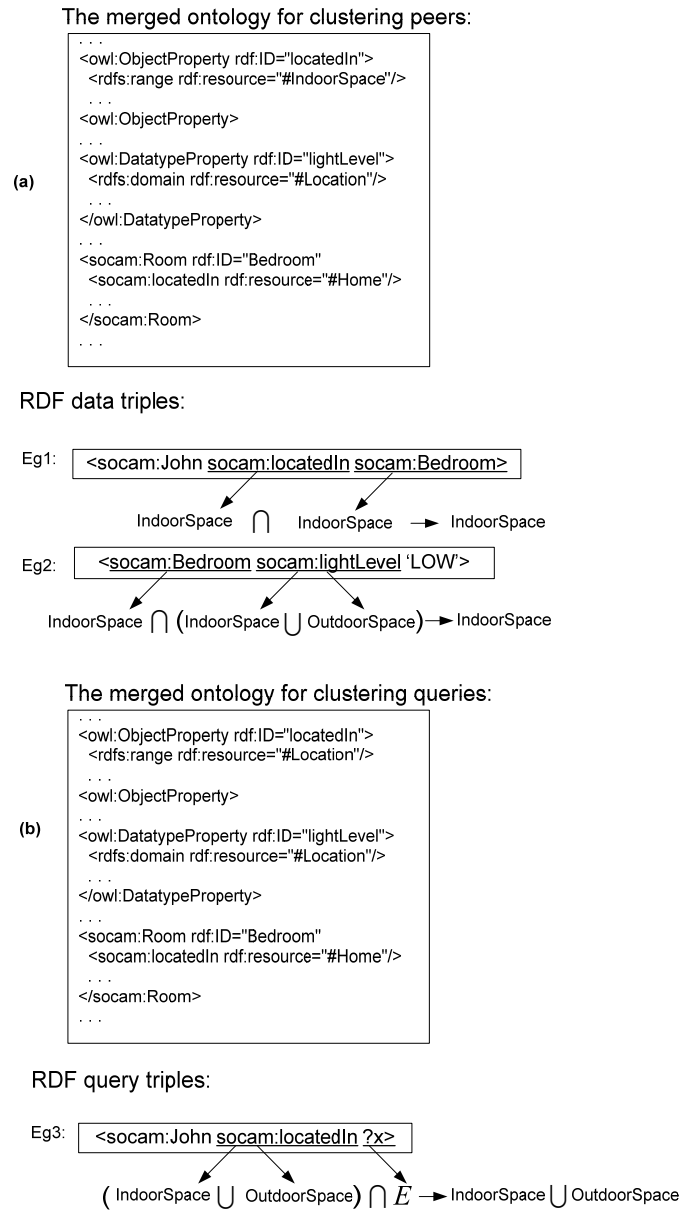 The merged ontology for clustering peers:
. . .
<owl:ObjectProperty rdf:ID="locatedIn">
<rdfs:range rdf:resource="#IndoorSpace"/>
. . .
<owl:ObjectProperty>
. . .
<owl:DatatypeProperty rdf:ID="lightLevel">
(a)
<rdfs:domain rdf:resource="#Location"/>
. . .
</owl:DatatypeProperty>
. . .
<socam:Room rdf:ID="Bedroom"
<socam:locatedIn rdf:resource="#Home"/>
. . .
</socam:Room>
. . .
RDF data triples:
Eg1: <socam:John socam:locatedIn socam:Bedroom>
IndoorSpace ∩ IndoorSpace → IndoorSpace
Eg2: <socam:Bedroom socam:lightLevel ‘LOW’>
IndoorSpace ∩ (IndoorSpace ∪ OutdoorSpace) → IndoorSpace
The merged ontology for clustering queries:
. . .
<owl:ObjectProperty rdf:ID="locatedIn">
<rdfs:range rdf:resource="#Location"/>
. . .
<owl:ObjectProperty>
. . .
(b)
<owl:DatatypeProperty rdf:ID="lightLevel">
<rdfs:domain rdf:resource="#Location"/>
. . .
</owl:DatatypeProperty>
. . .
<socam:Room rdf:ID="Bedroom"
<socam:locatedIn rdf:resource="#Home"/>
. . .
</socam:Room>
. . .
RDF query triples:
Eg3: <socam:John socam:locatedIn ?x>
( IndoorSpace ∪ OutdoorSpace) ∩ E → IndoorSpace ∪ OutdoorSpace